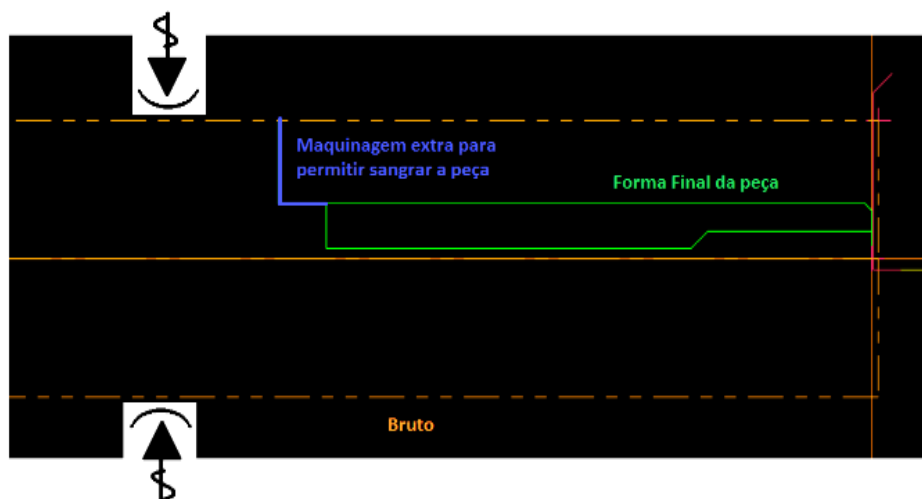 Maquinagem extra para
permitir sangrar a peça
Forma Final da peça
Bruto